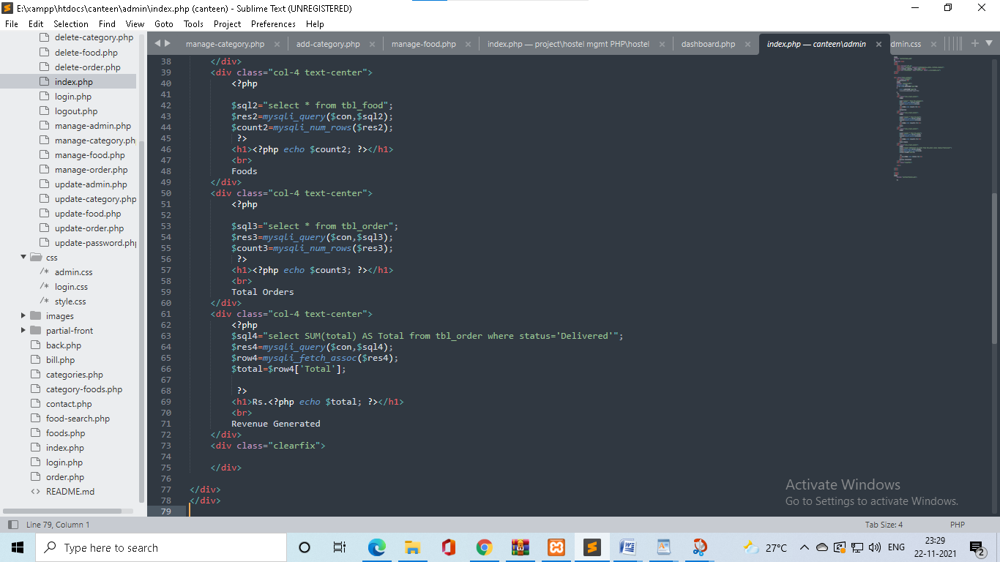 E:\xampp\htdocs\canteen\admin\index.php (canteen) - Sublime Text (UNREGISTERED)
File Edit Selection Find View Goto Tools Project Preferences Help
delete-category.php
delete-food.php
delete-order.php
index.php
login.php
logout.php
manage-admin.php
manage-category.ph
manage-food.php
manage-order.php
update-admin.php
update-category.php
update-food.php
update-order.php
update-password.php
css
/* admin.css
/* login.css
/* style.css
images
partial-front
back.php
bill.php
categories.php
category-foods.php
contact.php
food-search.php
foods.php
index.php
login.php
order.php
<> README.md
manage-category.php × add-category.php × manage-food.php × index.php — project\hostel mgmt PHP\hostel × dashboard.php × index.php — canteen\admin × dmin.css × +
38 </div>
39 <div class="col-4 text-center">
40 <?php
41
42 $sql2="select * from tbl_food";
43 $res2=mysqli_query($con,$sql2);
44 $count2=mysqli_num_rows($res2);
45 ?>
46 <h1><?php echo $count2; ?></h1>
47 <br>
48 Foods
49 </div>
50 <div class="col-4 text-center">
51 <?php
52
53 $sql3="select * from tbl_order";
54 $res3=mysqli_query($con,$sql3);
55 $count3=mysqli_num_rows($res3);
56 ?>
57 <h1><?php echo $count3; ?></h1>
58 <br>
59 Total Orders
60 </div>
61 <div class="col-4 text-center">
62 <?php
63 $sql4="select SUM(total) AS Total from tbl_order where status='Delivered'";
64 $res4=mysqli_query($con,$sql4);
65 $row4=mysqli_fetch_assoc($res4);
66 $total=$row4['Total'];
67
68 ?>
69 <h1>Rs.<?php echo $total; ?></h1>
70 <br>
71 Revenue Generated
72 </div>
73 <div class="clearfix">
74
75 </div>
76
77 </div>
78 </div>
79
Activate Windows
Go to Settings to activate Windows.
Line 79, Column 1 Tab Size: 4 PHP
Type here to search
27°C ENG
23:29
22-11-2021
2